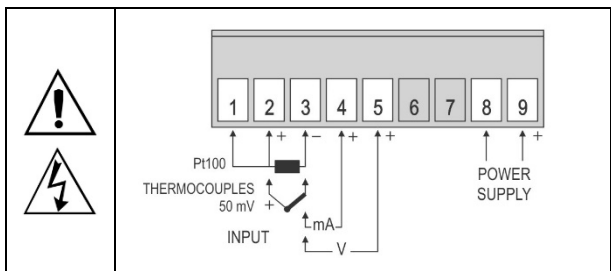 1 2 3 4 5 6 7 8 9
+ − + + +
Pt100
THERMOCOUPLES
50 mV +
INPUT
mA
V
POWER
SUPPLY